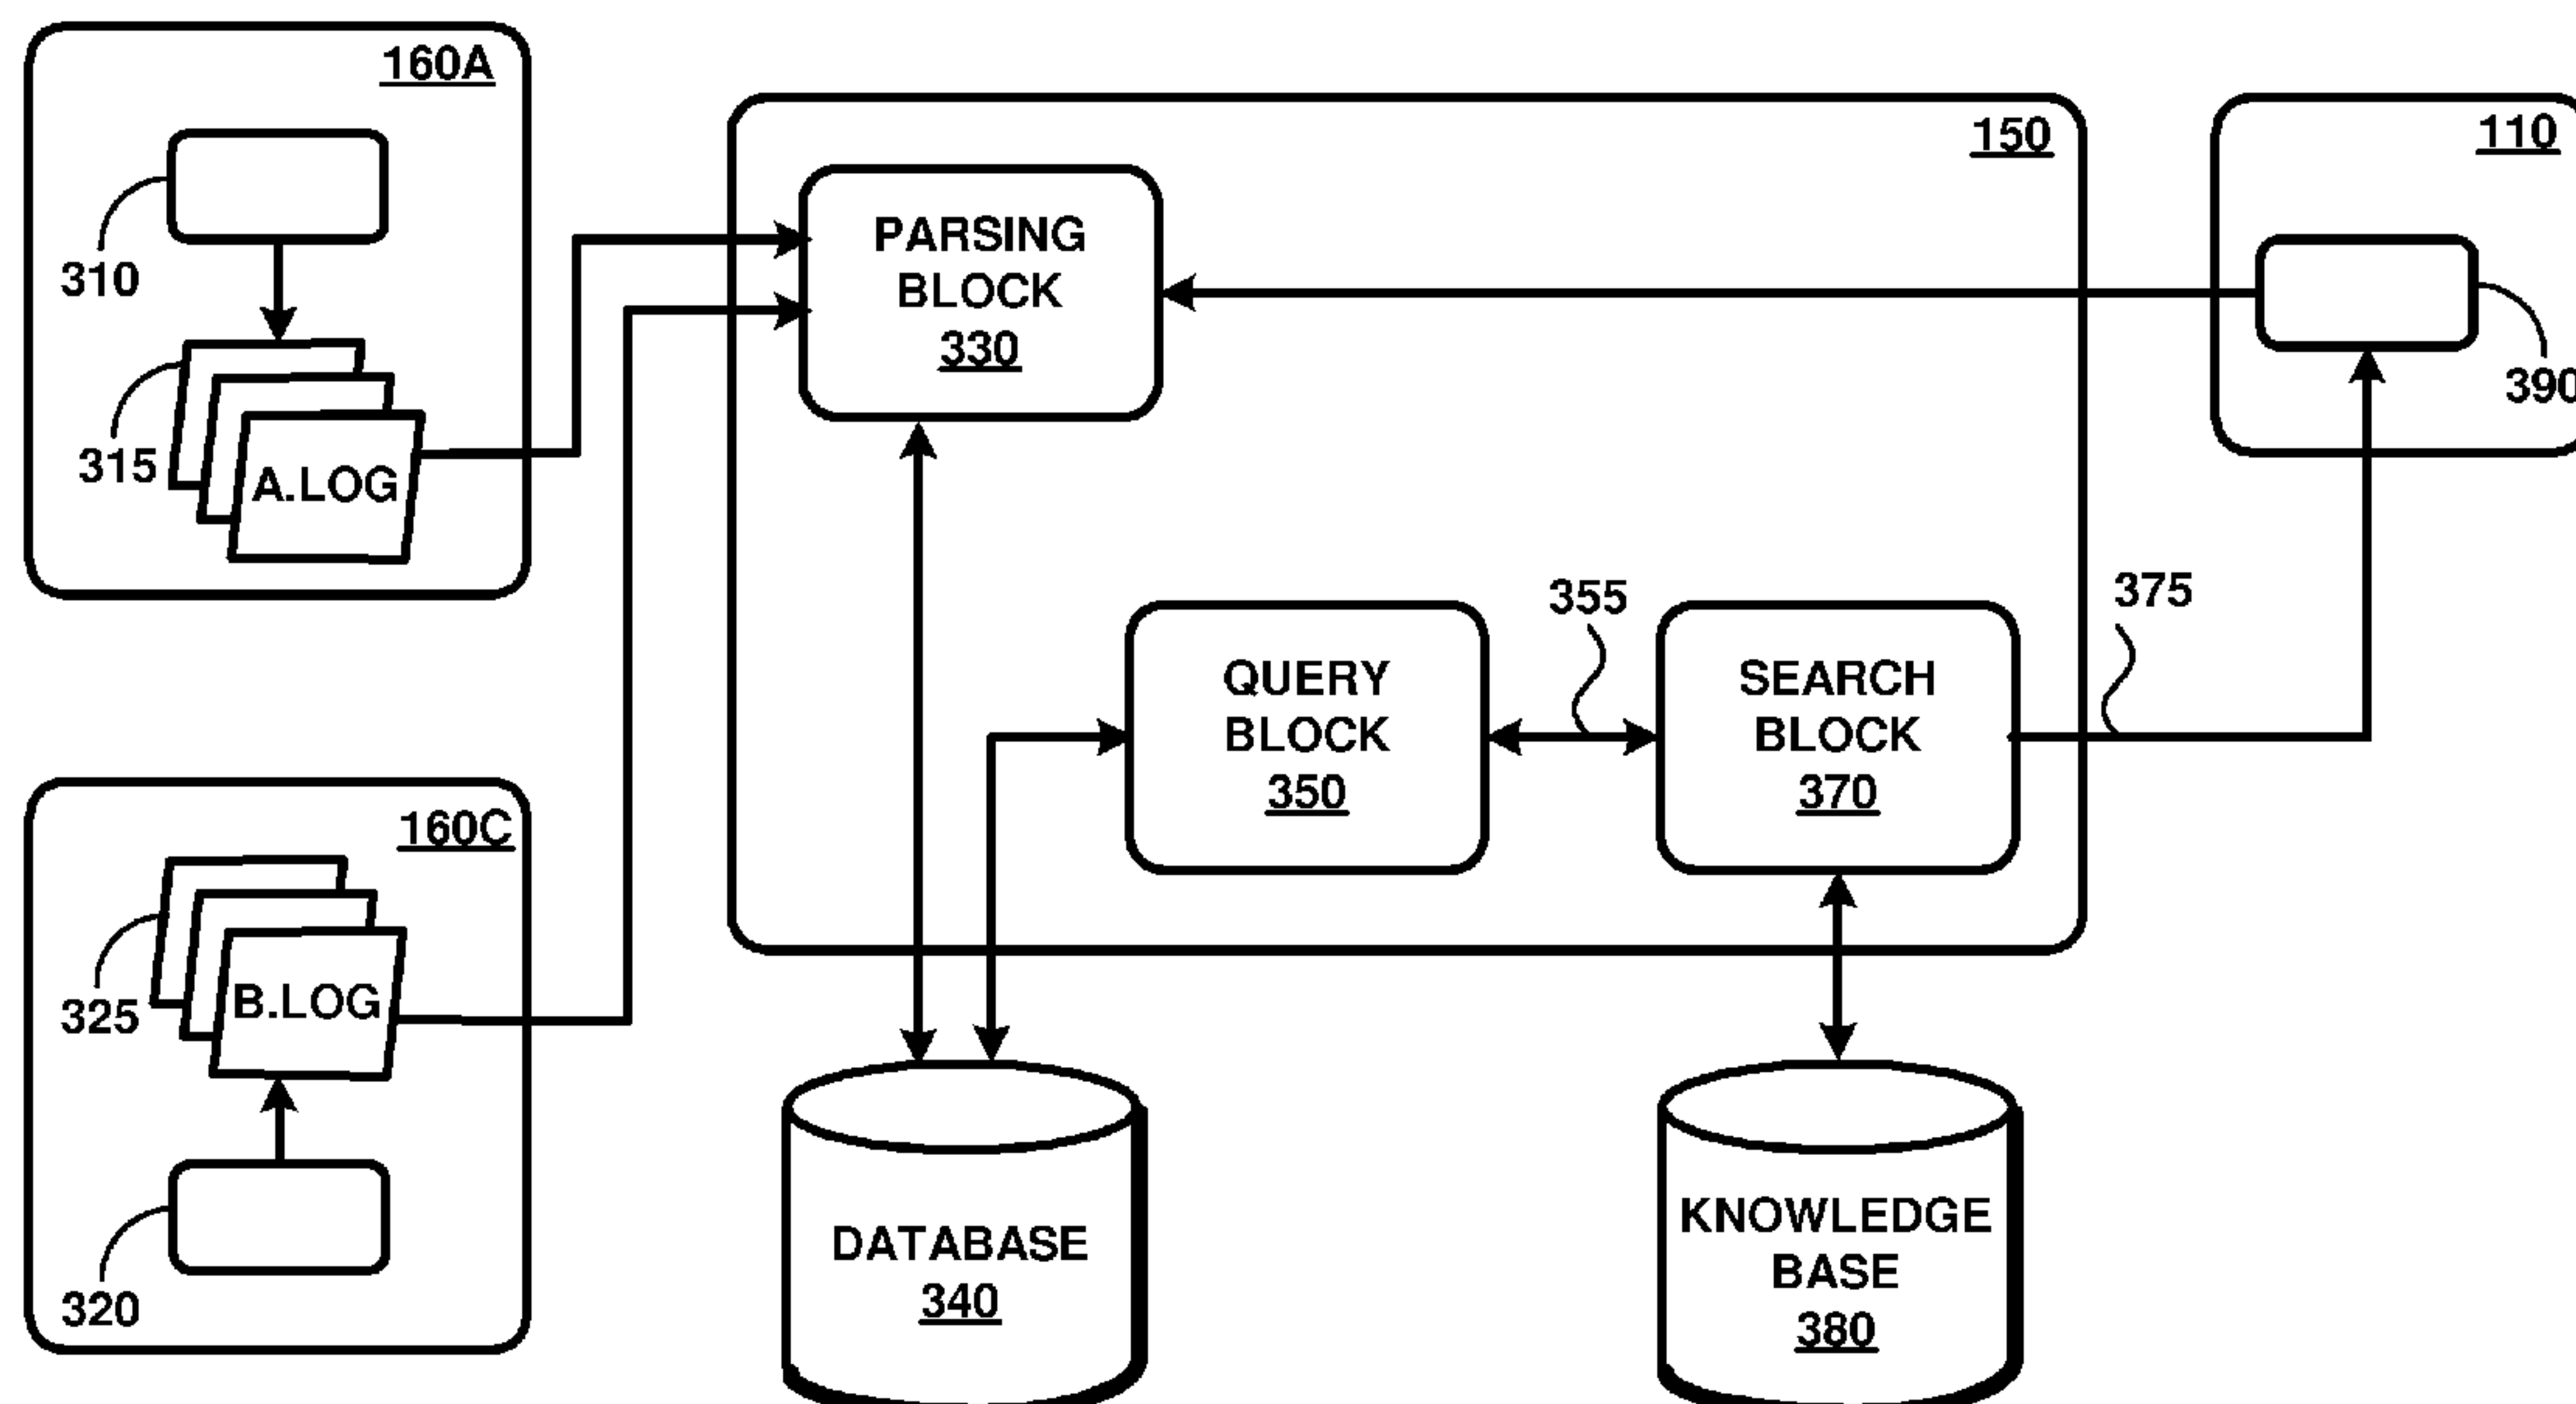 160A
310
315
A.LOG
160C
325
B.LOG
320
150
PARSING
BLOCK
330
QUERY
BLOCK
350
355
SEARCH
BLOCK
370
375
110
390
DATABASE
340
KNOWLEDGE
BASE
380